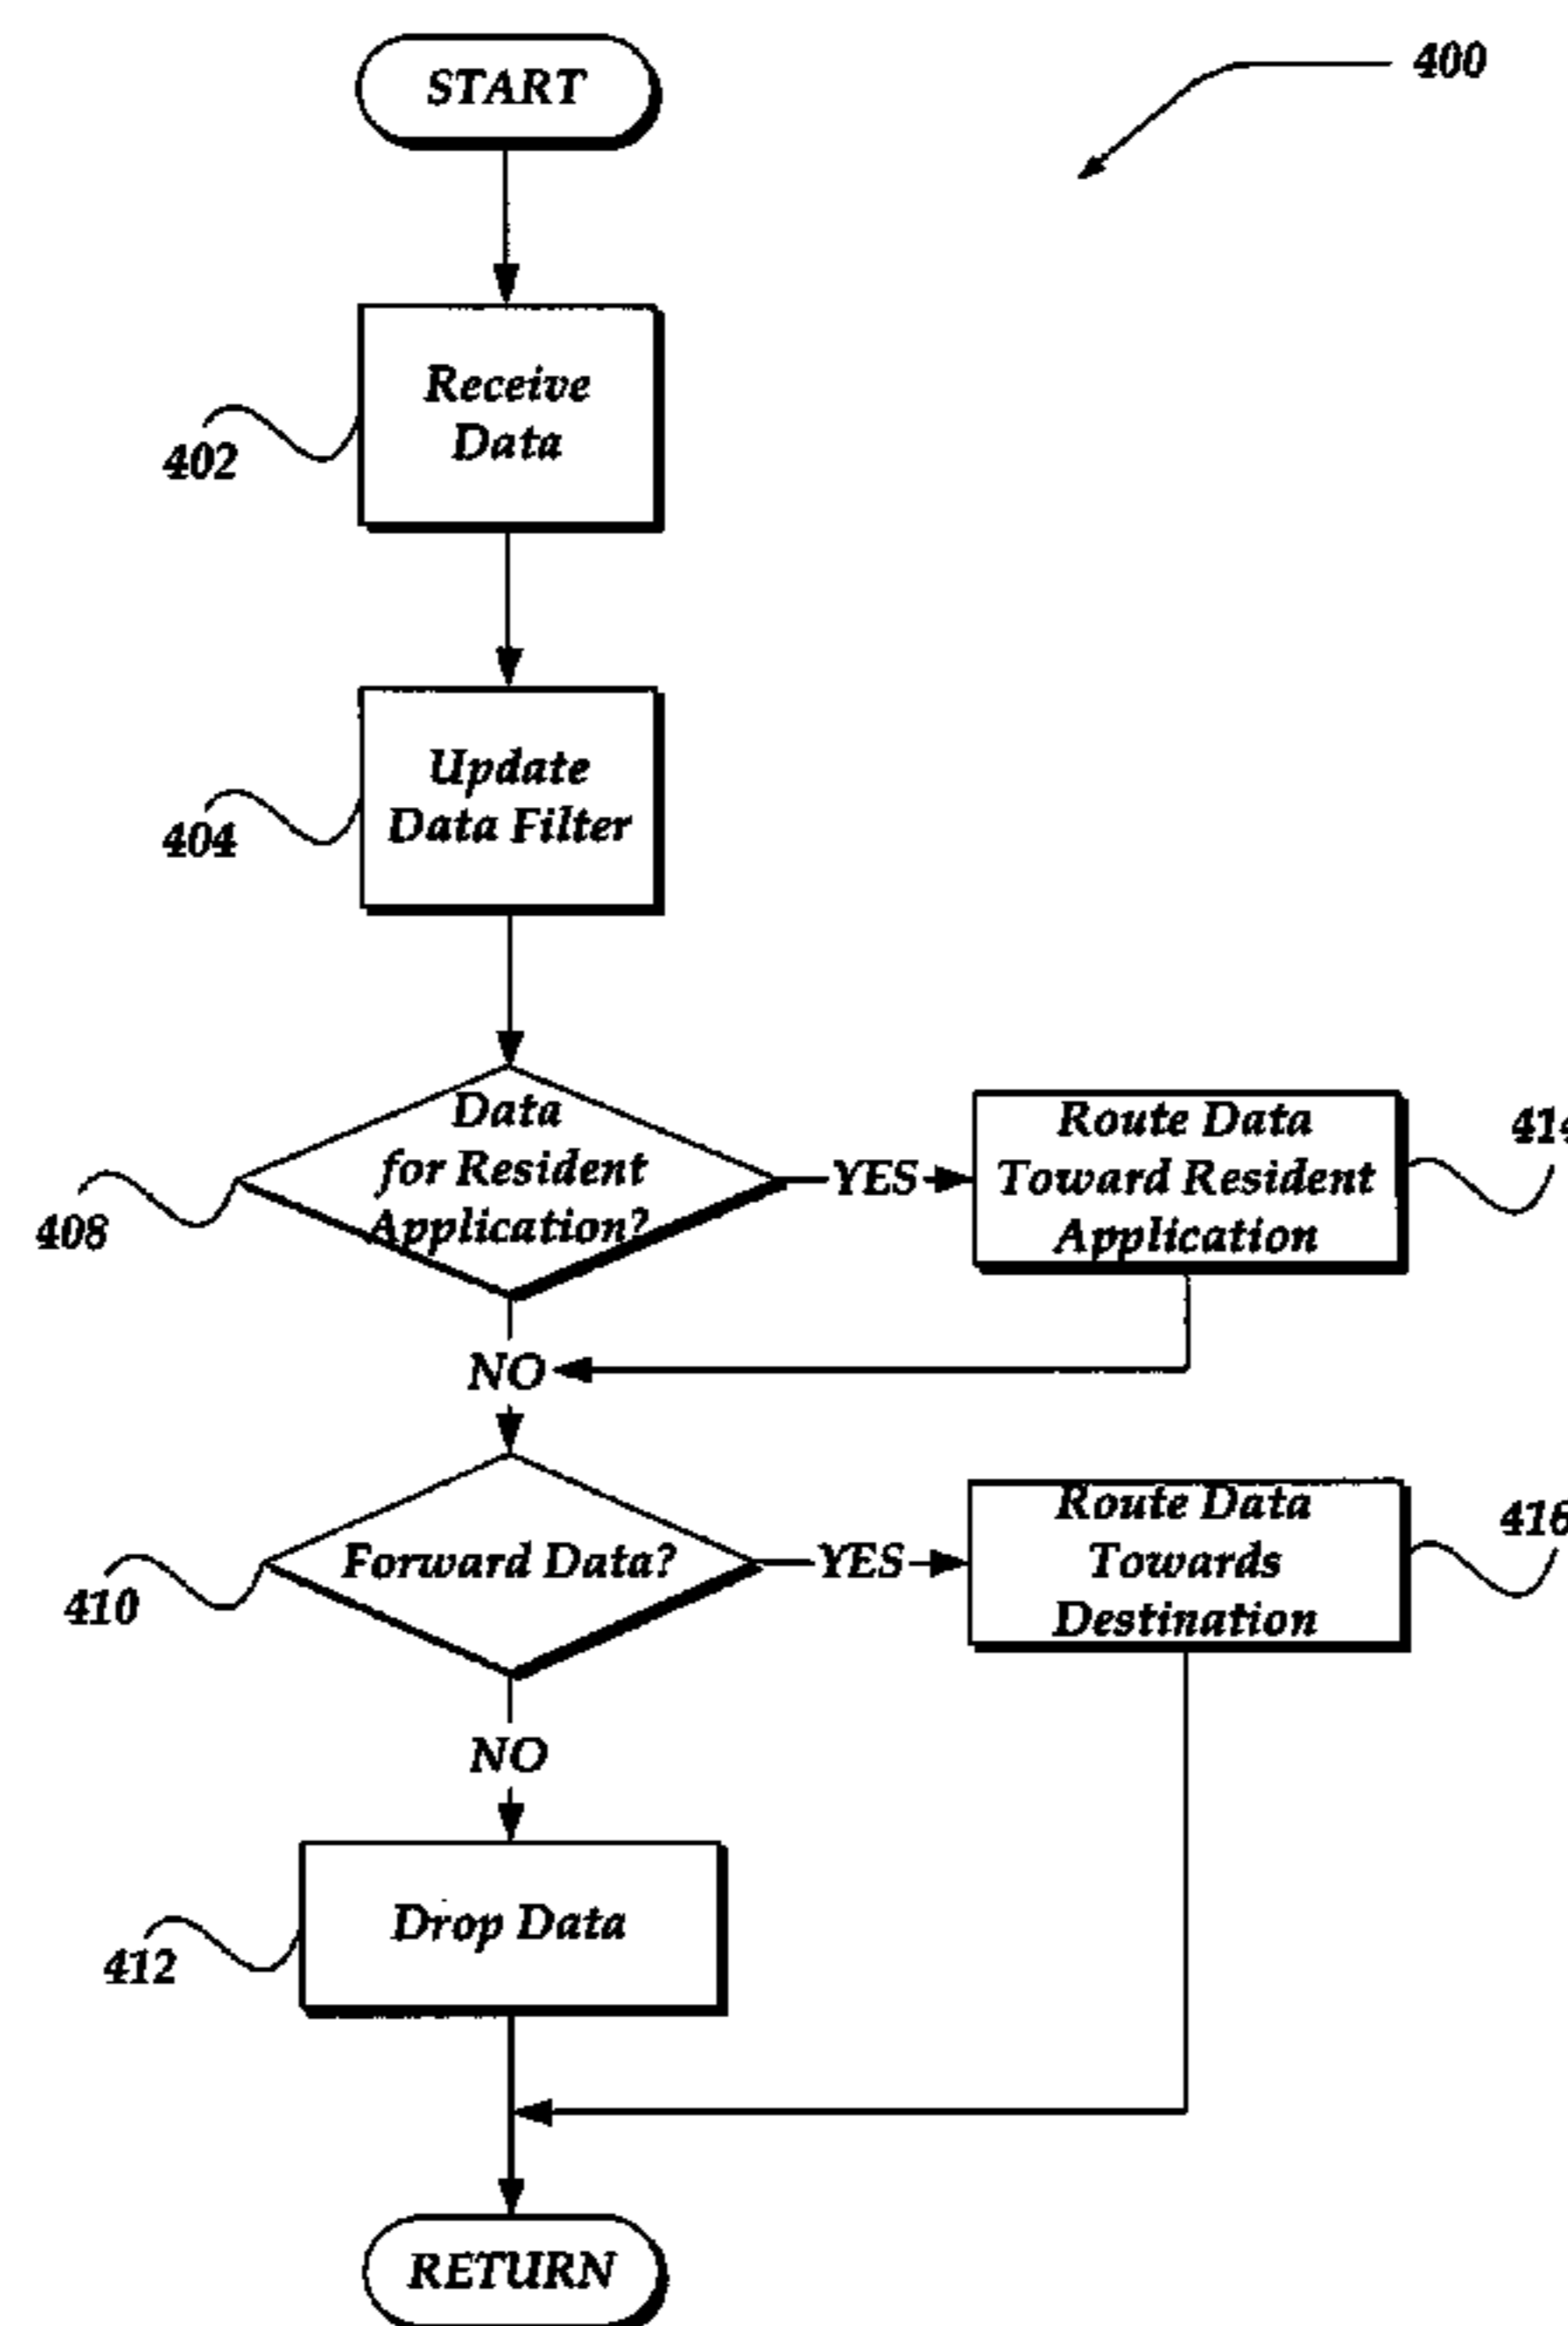 START
400
Receive
Data
402
Update
Data Filter
404
Data
for Resident
Application?
408
YES
Route Data
Toward Resident
Application
NO
Forward Data?
410
YES
Route Data
Towards
Destination
NO
Drop Data
412
RETURN